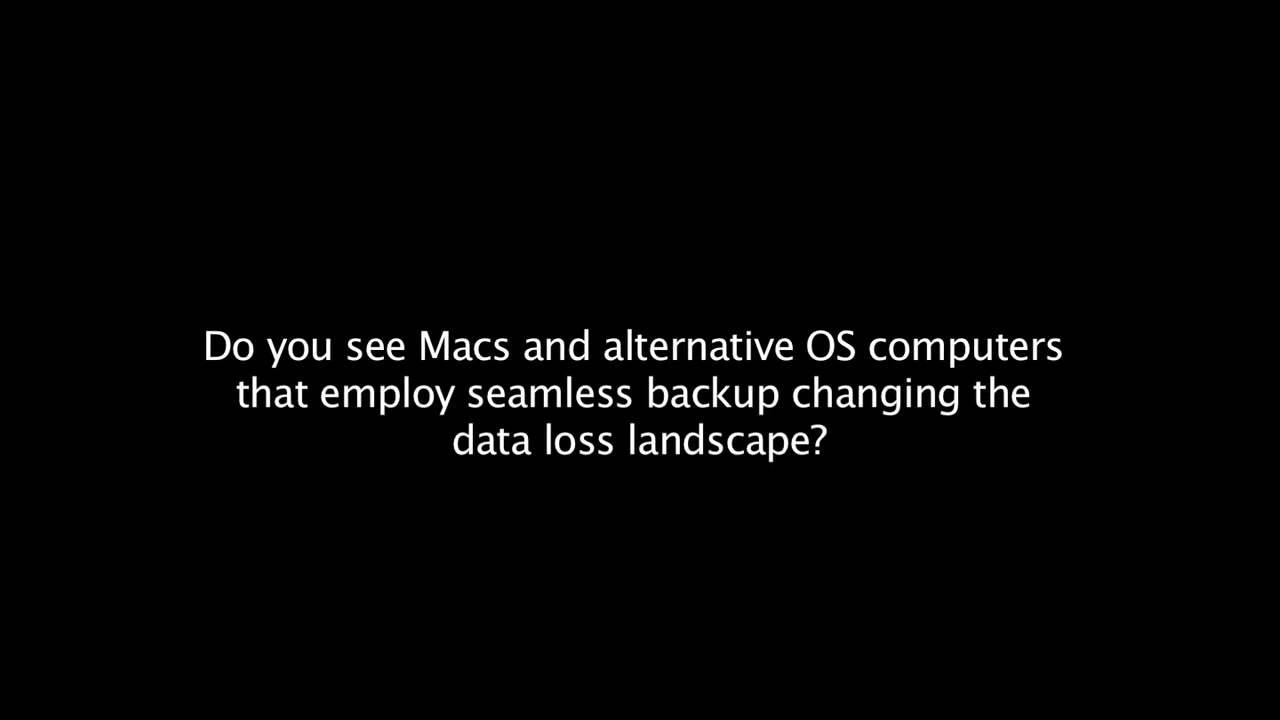 Do you see Macs and alternative OS computers
that employ seamless backup changing the
data loss landscape?